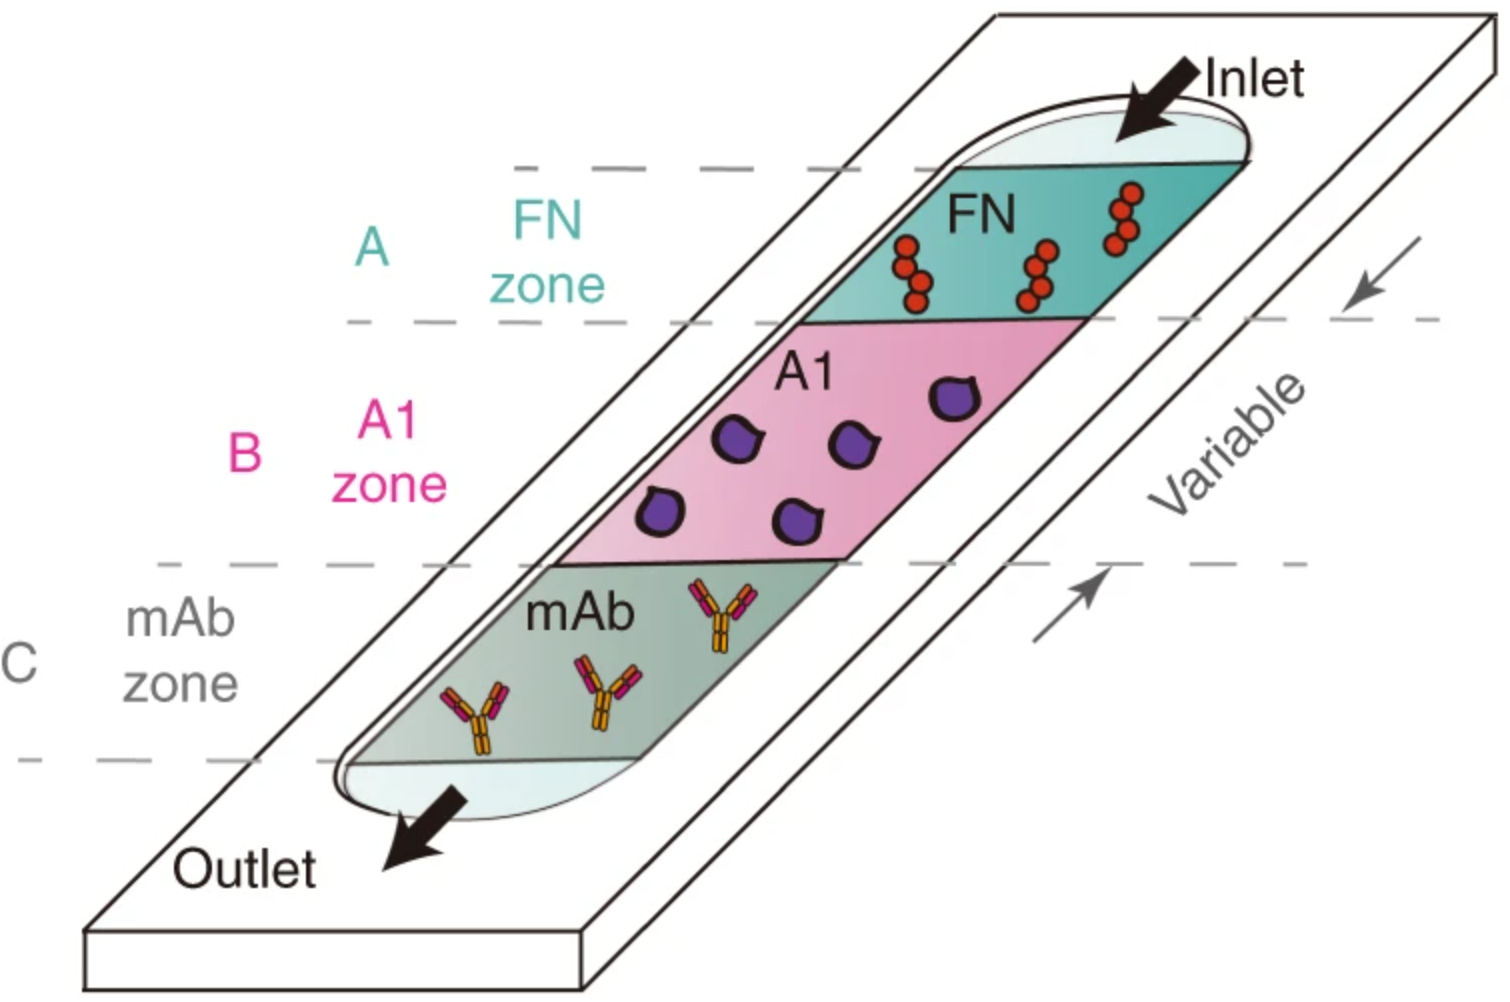 Inlet
A
FN
zone
FN
B
A1
zone
A1
Variable
C
mAb
zone
mAb
Outlet